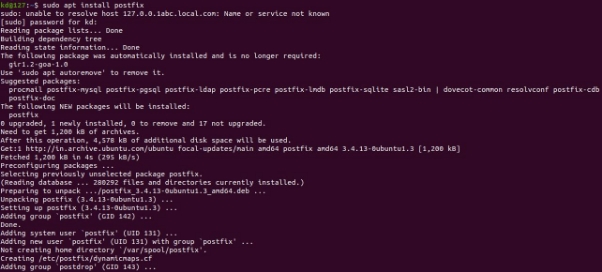 kd@127:~$ sudo apt install postfix
sudo: unable to resolve host 127.0.0.1abc.local.com: Name or service not known
[sudo] password for kd:
Reading package lists... Done
Building dependency tree
Reading state information... Done
The following package was automatically installed and is no longer required:
  gir1.2-goa-1.0
Use 'sudo apt autoremove' to remove it.
Suggested packages:
  procmail postfix-mysql postfix-pgsql postfix-ldap postfix-pcre postfix-lmdb postfix-sqlite sasl2-bin | dovecot-common resolvconf postfix-cdb
  postfix-doc
The following NEW packages will be installed:
  postfix
0 upgraded, 1 newly installed, 0 to remove and 17 not upgraded.
Need to get 1,200 kB of archives.
After this operation, 4,578 kB of additional disk space will be used.
Get:1 http://in.archive.ubuntu.com/ubuntu focal-updates/main amd64 postfix amd64 3.4.13-0ubuntu1.3 [1,200 kB]
Fetched 1,200 kB in 4s (295 kB/s)
Preconfiguring packages ...
Selecting previously unselected package postfix.
(Reading database ... 280292 files and directories currently installed.)
Preparing to unpack .../postfix_3.4.13-0ubuntu1.3_amd64.deb ...
Unpacking postfix (3.4.13-0ubuntu1.3) ...
Setting up postfix (3.4.13-0ubuntu1.3) ...
Adding group `postfix' (GID 142) ...
Done.
Adding system user `postfix' (UID 131) ...
Adding new user `postfix' (UID 131) with group `postfix' ...
Not creating home directory `/var/spool/postfix'.
Creating /etc/postfix/dynamicmaps.cf
Adding group `postdrop' (GID 143) ...